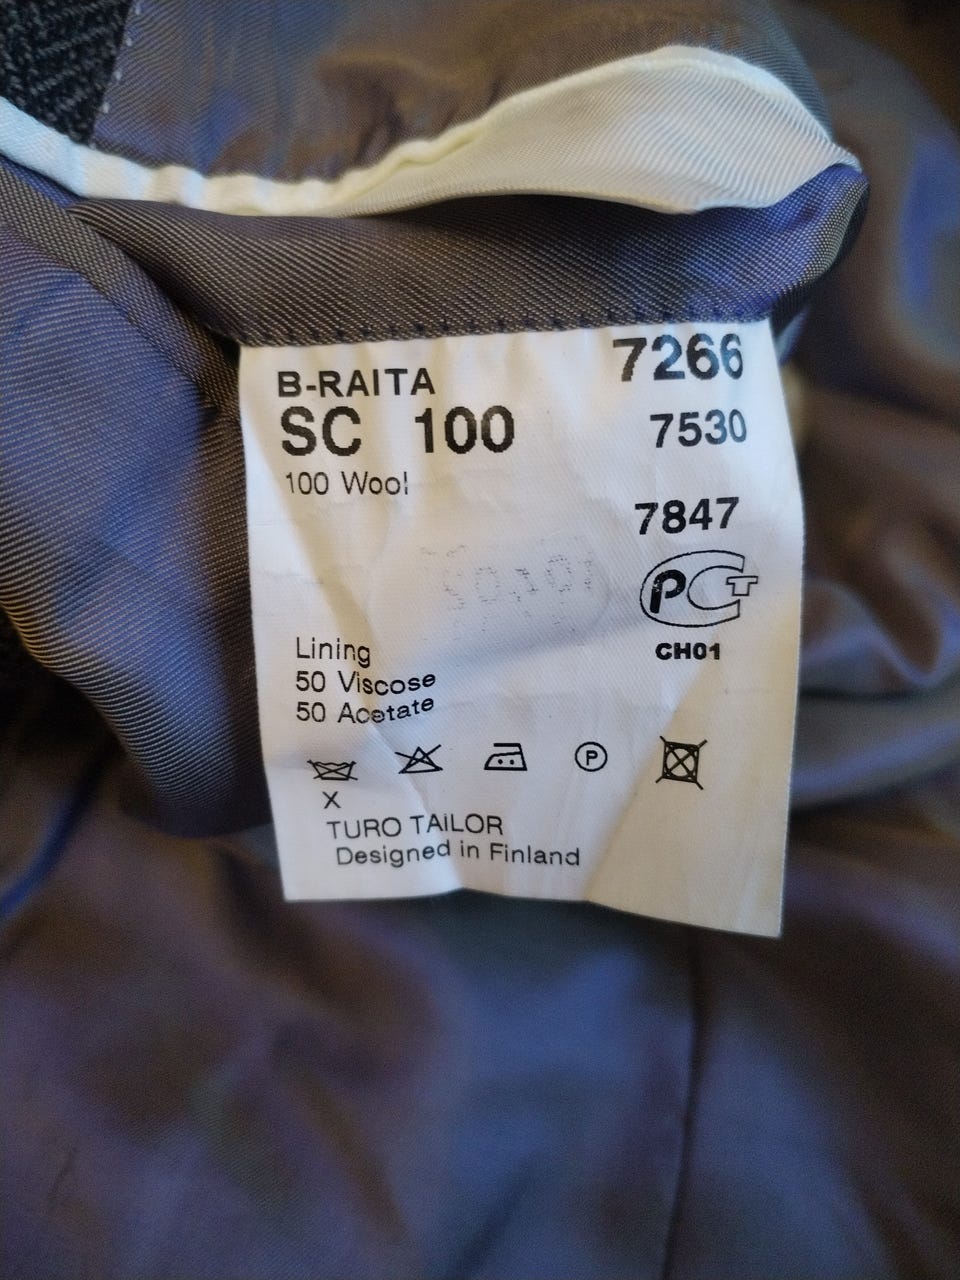 B-RAITA 7266
SC 100 7530
100 Wool
7847
РСТ
CH01
Lining
50 Viscose
50 Acetate
P
X
TURO TAILOR
Designed in Finland